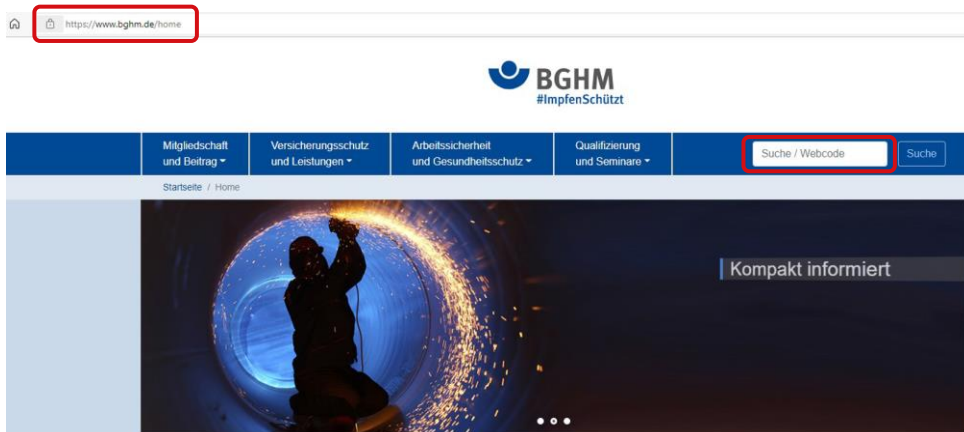 https://www.bghm.de/home
BGHM
#ImpfenSchützt
Mitgliedschaft
und Beitrag
Versicherungsschutz
und Leistungen
Arbeitssicherheit
und Gesundheitsschutz
Qualifizierung
und Seminare
Suche / Webcode
Suche
Startseite / Home
Kompakt informiert